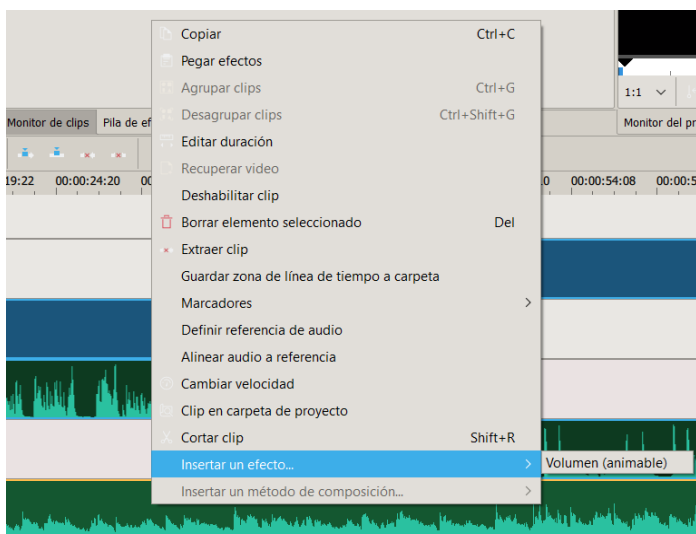 Copiar Ctrl+C
Pegar efectos
Agrupar clips Ctrl+G
Desagrupar clips Ctrl+Shift+G
Editar duración
Recuperar video
Deshabilitar clip
Borrar elemento seleccionado Del
Extraer clip
Guardar zona de línea de tiempo a carpeta
Marcadores
Definir referencia de audio
Alinear audio a referencia
Cambiar velocidad
Clip en carpeta de proyecto
Cortar clip Shift+R
Insertar un efecto...
Volumen (animable)
Insertar un método de composición...
1:1
Monitor de clips Pila de ef
Monitor del pr
19:22 00:00:24:20 00
:0 00:00:54:08 00:00:5